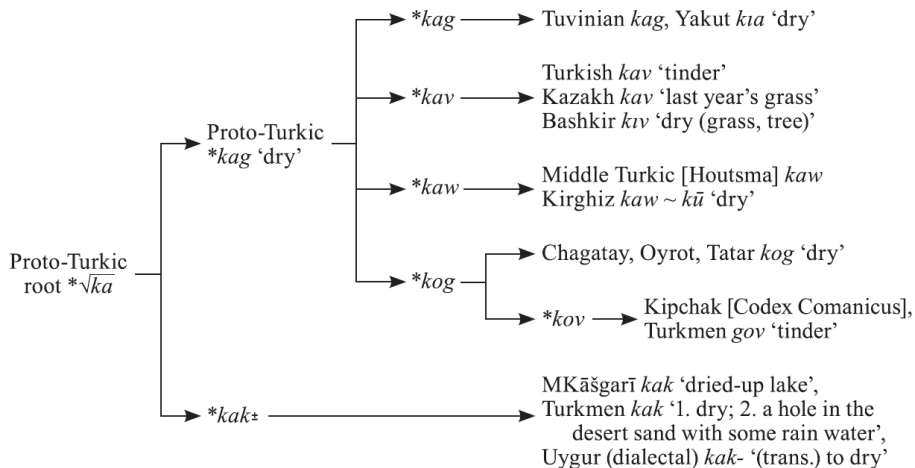 *kag
Tuvinian kag, Yakut kıa ‘dry’
Turkish kav ‘tinder’
*kav
Kazakh kav ‘last year’s grass’
Bashkir kıv ‘dry (grass, tree)’
Proto-Turkic
*kag ‘dry’
*kaw
Middle Turkic [Houtsma] kaw
Kirghiz kaw ~ kū ‘dry’
Proto-Turkic
root *√ka
*kog
Chagatay, Oyrot, Tatar kog ‘dry’
*kov
Kipchak [Codex Comanicus],
Turkmen gov ‘tinder’
*kak±
MKāšgarī kak ‘dried-up lake’,
Turkmen kak ‘1. dry; 2. a hole in the
desert sand with some rain water’,
Uygur (dialectal) kak- ‘(trans.) to dry’